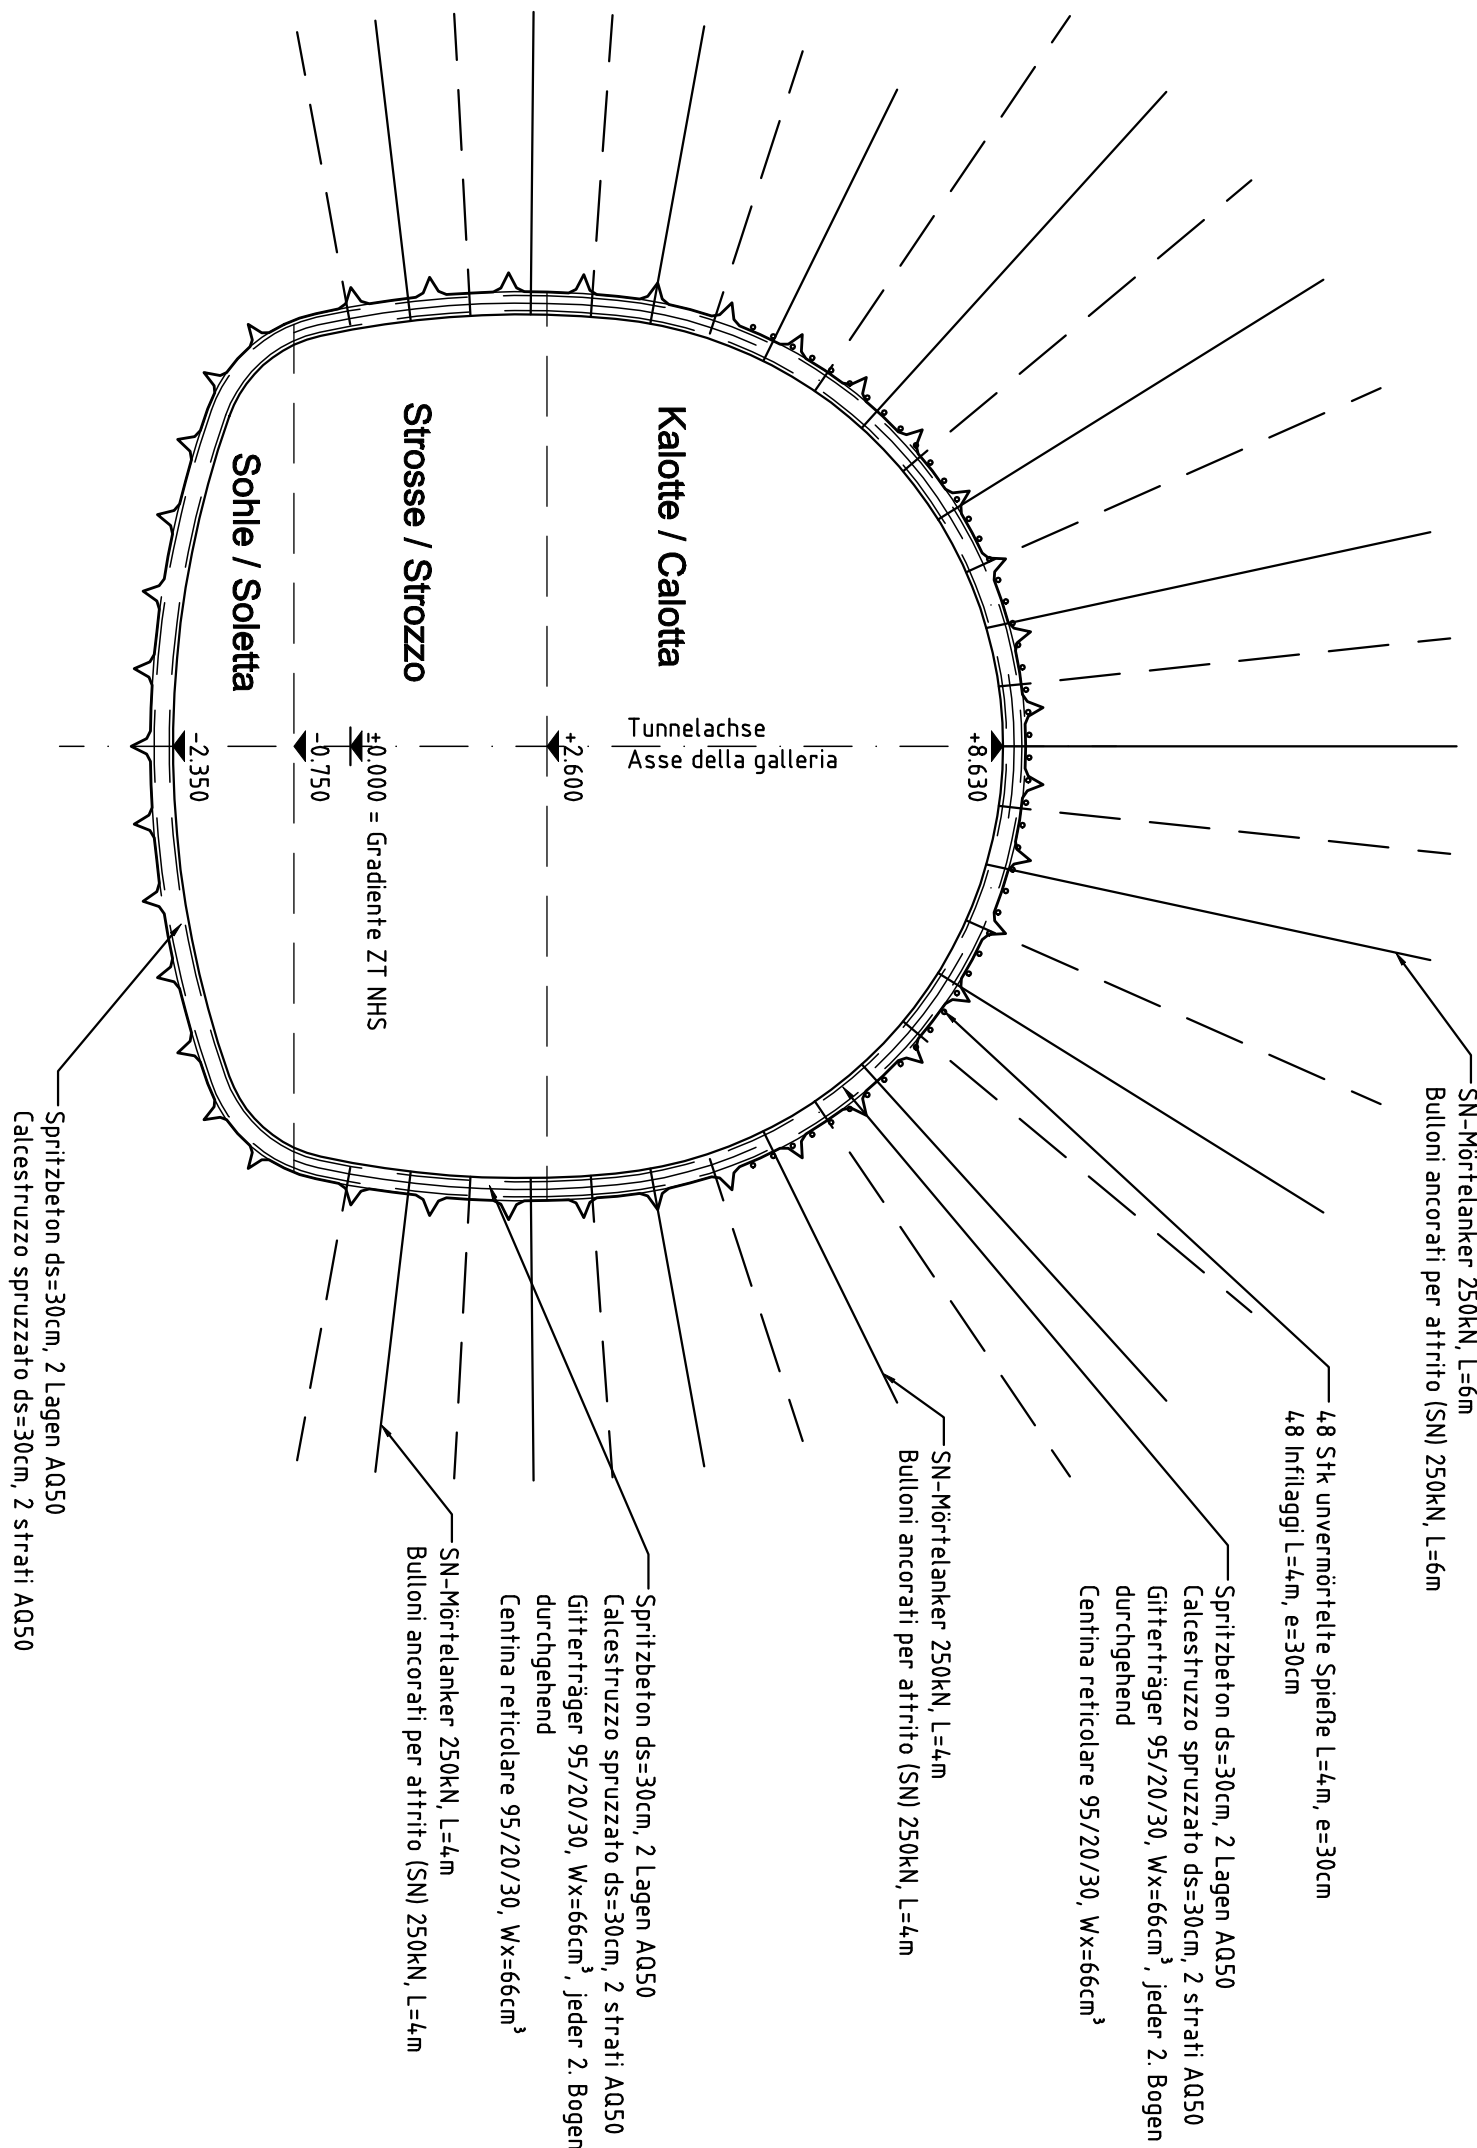 SN-Mörtelanker 250kN, L=6m
Bulloni ancorati per attrito (SN) 250kN, L=6m
48 Stk unvermörtelte Spieße L=4m, e=30cm
48 Infilaggi L=4m, e=30cm
Spritzbeton ds=30cm, 2 Lagen AQ50
Calcestruzzo spruzzato ds=30cm, 2 strati AQ50
Gitterträger 95/20/30, Wx=66cm³, jeder 2. Bogen
durchgehend
Centina reticolare 95/20/30, Wx=66cm³
+8.630
SN-Mörtelanker 250kN, L=4m
Bulloni ancorati per attrito (SN) 250kN, L=4m
Kalotte / Calotta
Tunnelachse
Asse della galleria
+2.600
Spritzbeton ds=30cm, 2 Lagen AQ50
Calcestruzzo spruzzato ds=30cm, 2 strati AQ50
Gitterträger 95/20/30, Wx=66cm³, jeder 2. Bogen
durchgehend
Centina reticolare 95/20/30, Wx=66cm³
Strosse / Strozzo
±0.000 = Gradiente ZT NHS
SN-Mörtelanker 250kN, L=4m
Bulloni ancorati per attrito (SN) 250kN, L=4m
-0.750
Sohle / Soletta
-2.350
Spritzbeton ds=30cm, 2 Lagen AQ50
Calcestruzzo spruzzato ds=30cm, 2 strati AQ50